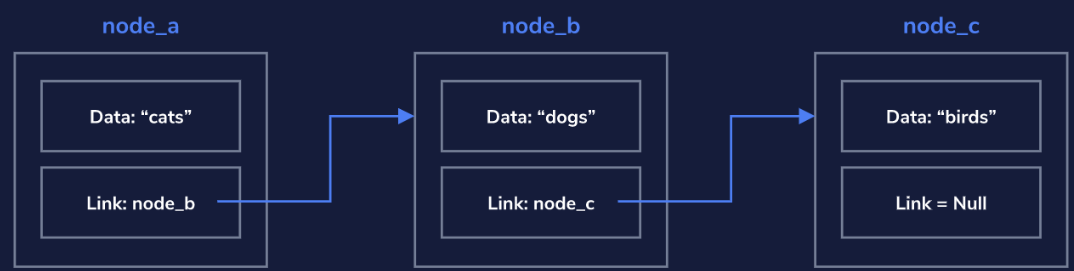 node_a
Data: “cats”
Link: node_b
node_b
Data: “dogs”
Link: node_c
node_c
Data: “birds”
Link = Null